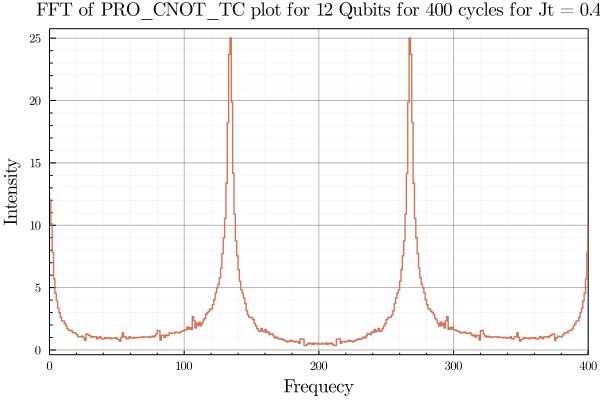 FFT of PRO_CNOT_TC plot for 12 Qubits for 400 cycles for Jt = 0.4
25
20
15
10
5
0
Intensity
0 100 200 300 400
Frequecy